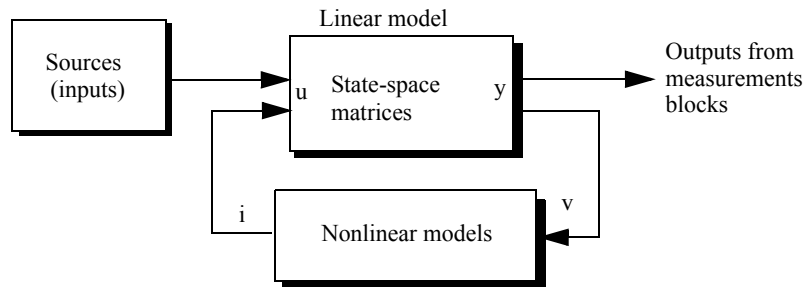 Linear model
Sources
(inputs)
u
State-space
matrices
y
Outputs from
measurements
blocks
i
Nonlinear models
v